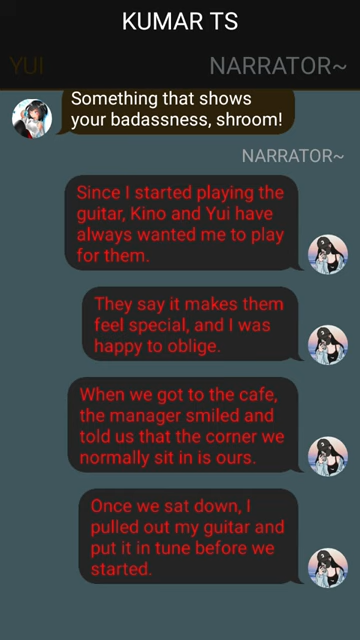 KUMAR TS
YUI
NARRATOR~
Something that shows
your badassness, shroom!
NARRATOR~
Since I started playing the
guitar, Kino and Yui have
always wanted me to play
for them.
They say it makes them
feel special, and I was
happy to oblige.
When we got to the cafe,
the manager smiled and
told us that the corner we
normally sit in is ours.
Once we sat down, I
pulled out my guitar and
put it in tune before we
started.